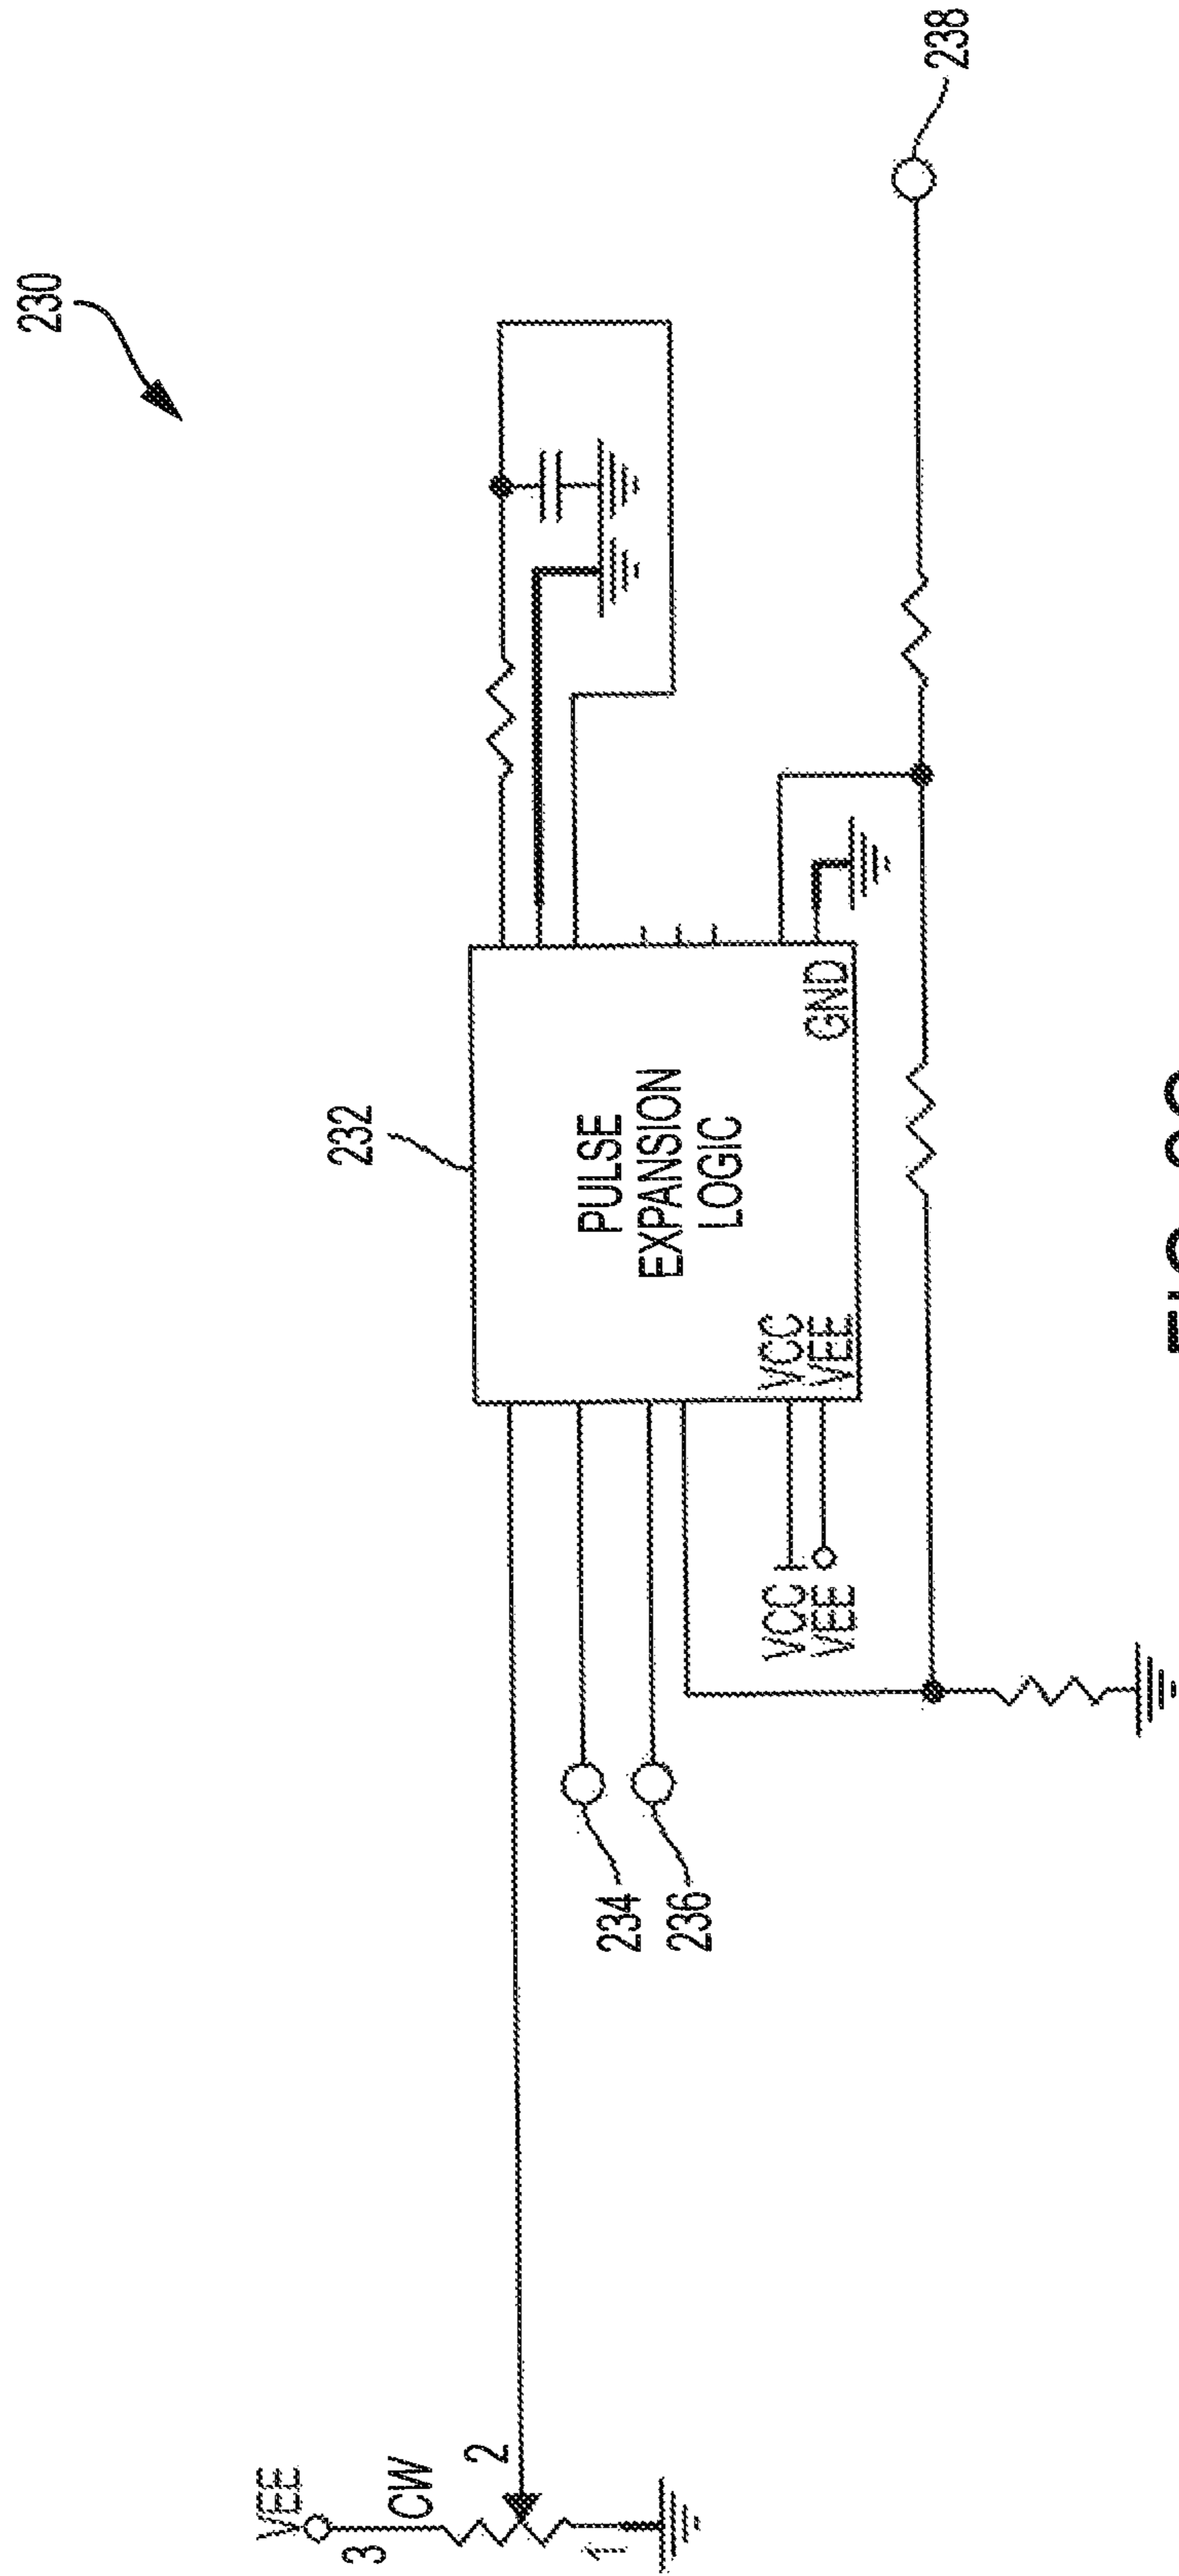 230
232
238
PULSE
EXPANSION
LOGIC
VCC
VEE
GND
VCC
VEE
234
236
VEE
3
CW
2
1